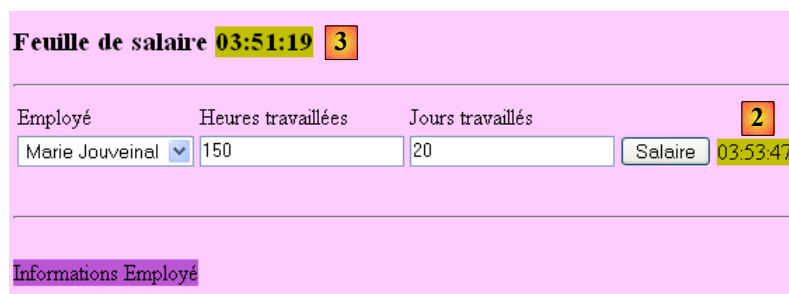 Feuille de salaire 03:51:19 3
Employé Heures travaillées Jours travaillés 2
Marie Jouveinal 150 20 Salaire 03:53:47
Informations Employé